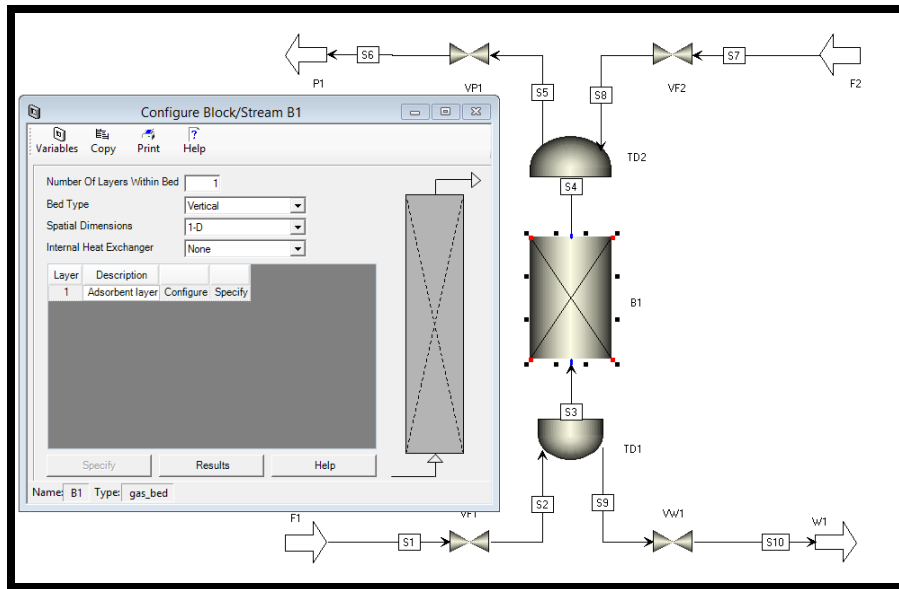 S6
S7
P1
VP1
VF2
F2
S5
S8
Configure Block/Stream B1
Variables Copy Print Help
TD2
Number Of Layers Within Bed 1
S4
Bed Type Vertical
Spatial Dimensions 1-D
Internal Heat Exchanger None
Layer Description
1 Adsorbent layer Configure Specify
B1
S3
TD1
Specify Results Help
Name: B1 Type: gas_bed
S2
S9
F1
VF1
VW1
W1
S1
S10